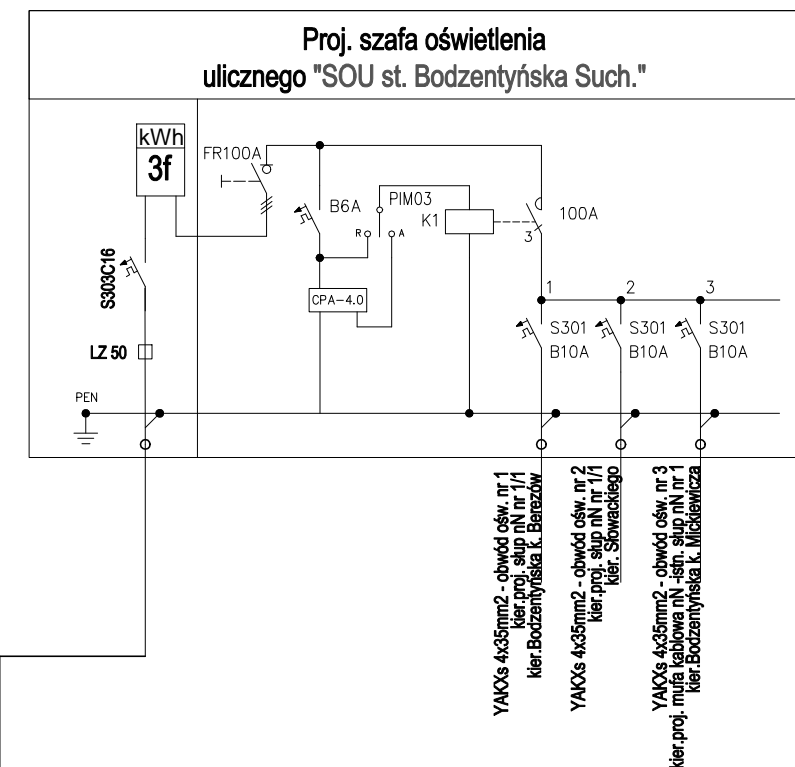 Proj. szafa oświetlenia
ulicznego "SOU st. Bodzentyńska Such."
kWh
3f
FR100A
B6A
PIM03
R
A
K1
100A
3
S303C16
CPA-4.0
1
2
3
S301
B10A
S301
B10A
S301
B10A
LZ 50
PEN
YAKXs 4x35mm2 - obwód ośw. nr 1
kier.proj. słup nN nr 1/1
kier.Bodzentyńska k. Berezów
YAKXs 4x35mm2 - obwód ośw. nr 2
kier.proj. słup nN nr 1/1
kier. Słowackiego
YAKXs 4x35mm2 - obwód ośw. nr 3
kier.proj. mufa kablowa nN -istn. słup nN nr 1
kier.Bodzentyńska k. Mickiewicza